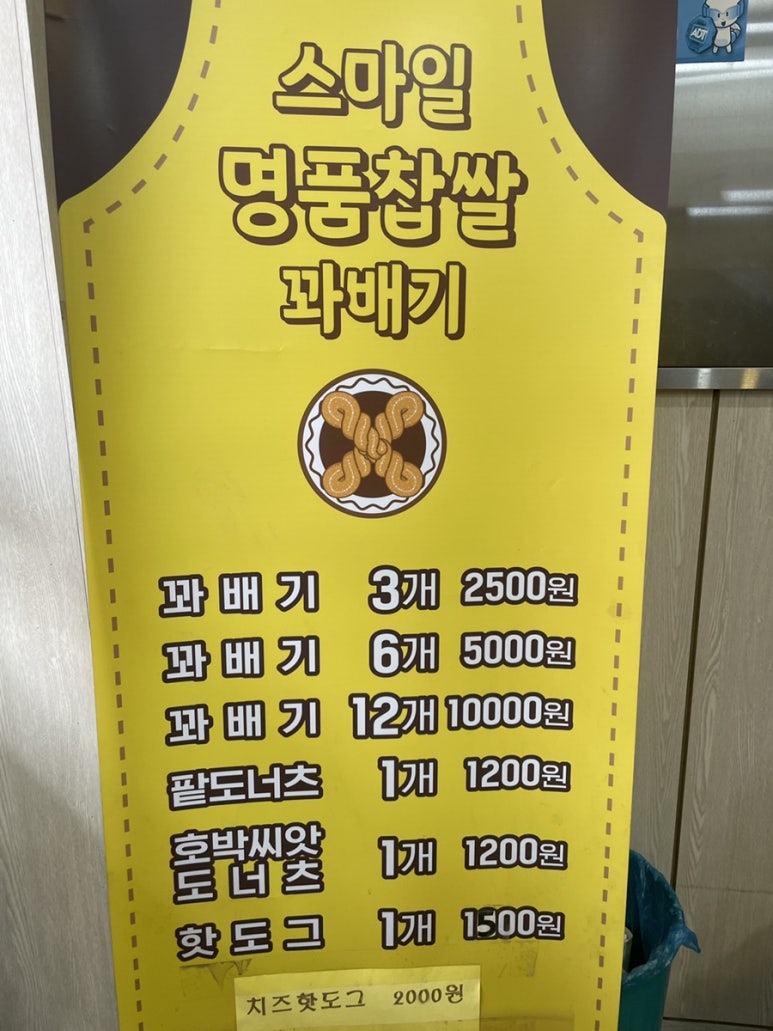 ADT
스마일
명품찹쌀
꽈배기
꽈배기 3개 2500원
꽈배기 6개 5000원
꽈배기 12개 10000원
팥도너츠 1개 1200원
호박씨앗
도너츠 1개 1200원
핫도그 1개 1500원
치즈핫도그 2000원